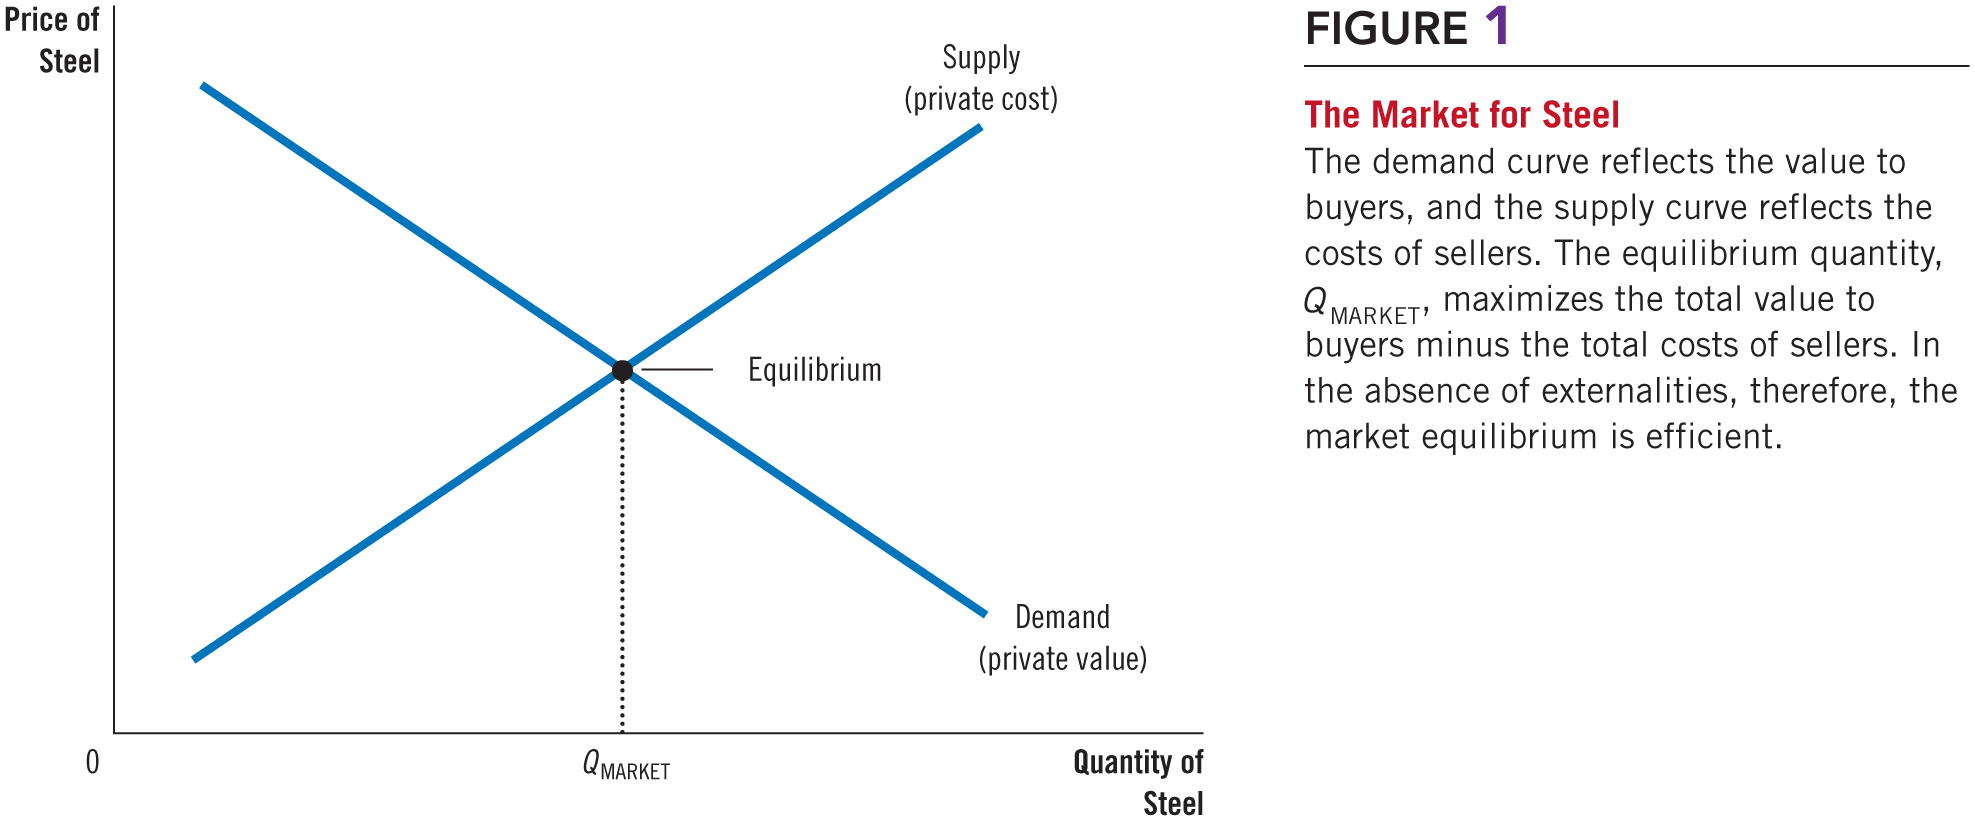 Price of
Steel
Supply
(private cost)
Equilibrium
Demand
(private value)
0
QMARKET
Quantity of
Steel
FIGURE 1
The Market for Steel
The demand curve reflects the value to
buyers, and the supply curve reflects the
costs of sellers. The equilibrium quantity,
QMARKET, maximizes the total value to
buyers minus the total costs of sellers. In
the absence of externalities, therefore, the
market equilibrium is efficient.